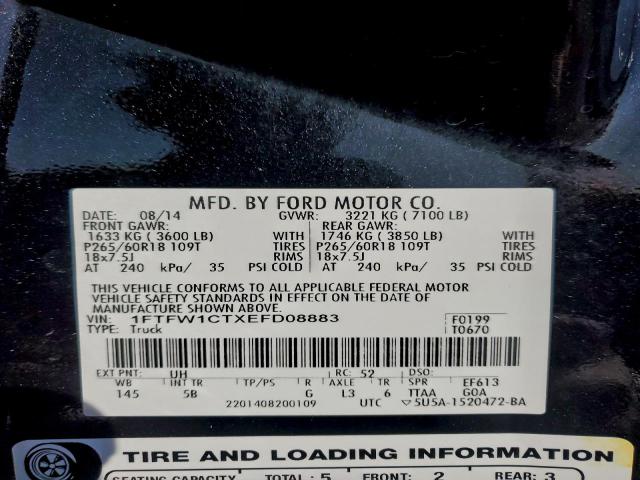 MFD. BY FORD MOTOR CO.
DATE: 08/14 GVWR: 3221 KG ( 7100 LB)
FRONT GAWR: REAR GAWR:
1633 KG ( 3600 LB) WITH 1746 KG ( 3850 LB) WITH
P265/60R18 109T TIRES P265/60R18 109T TIRES
18x7.5J RIMS 18x7.5J RIMS
AT 240 kPa/ 35 PSI COLD AT 240 kPa/ 35 PSI COLD
THIS VEHICLE CONFORMS TO ALL APPLICABLE FEDERAL MOTOR
VEHICLE SAFETY STANDARDS IN EFFECT ON THE DATE OF
MANUFACTURE SHOWN ABOVE.
VIN: 1FTFW1CTXEFD08883 F0199
TYPE: Truck T0670
EXT PNT: UH RC: 52 DSO:
WB INT TR TP/PS R AXLE TR SPR EF613
145 5B G L3 6 TTAA GOA
2201408200109 UTC ▽5U5A-1520472-BA
TIRE AND LOADING INFORMATION
SEATING CAPACITY TOTAL : 5 FRONT: 2 REAR: 3